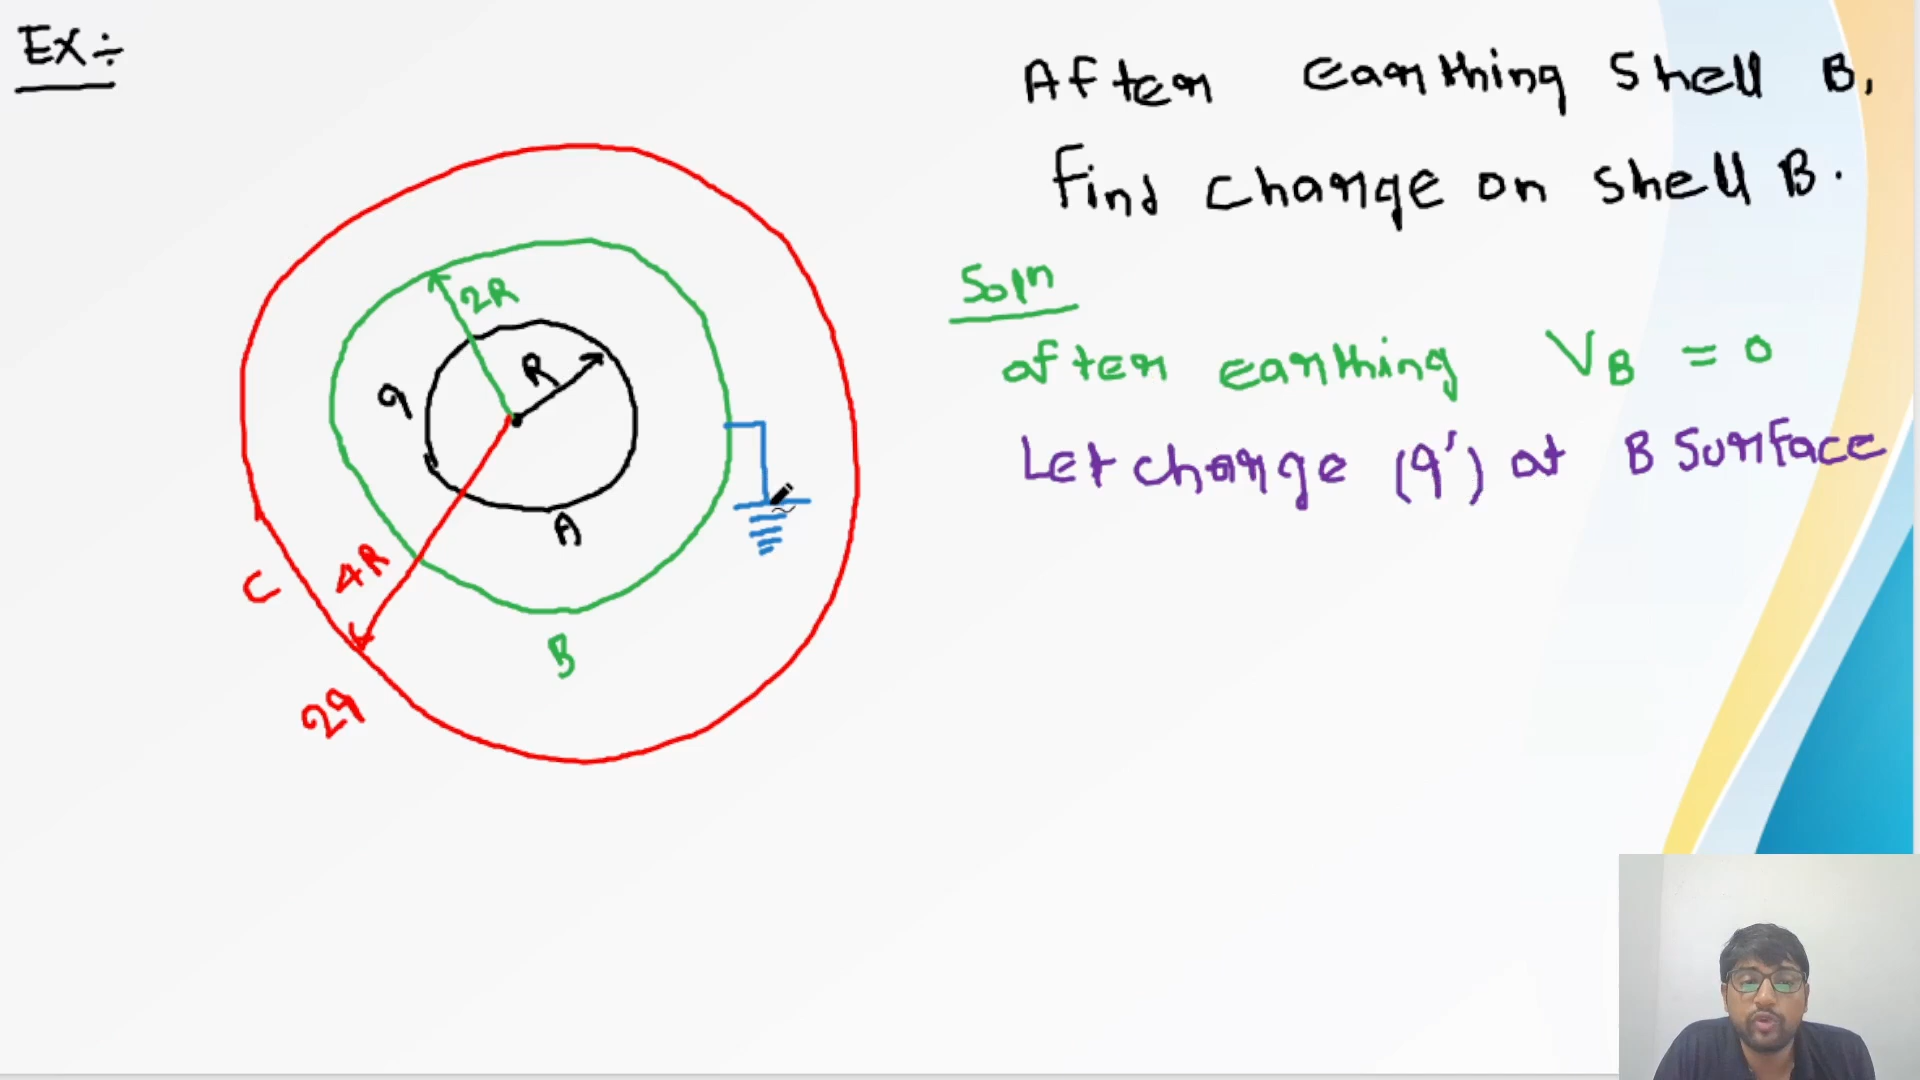 Ex÷
After earthing Shell B,
Find charge on shell B.
Soln
after earthing V_B = 0
Let charge (q') at B Surface
2R
R
q
A
4R
C
B
2q